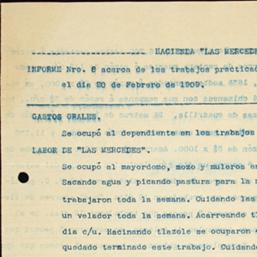 HACIENDA "LAS MERCEDE
INFORME Nro. 8 acerca de los trabajos practicad
el día 20 de Febrero de 1909.
GASTOS GRALES.
Se ocupó al dependiente en los trabajos
LABOR DE "LAS MERCEDES".
Se ocupó al mayordomo, mozo y muleros en
Sacando agua y picando pastura para la m
trabajaron toda la semana. Cuidando las
un velador toda la semana. Acarreando tl
día c/u. Hacinando tlazole se ocuparon
quedado terminado este trabajo. Cuidando